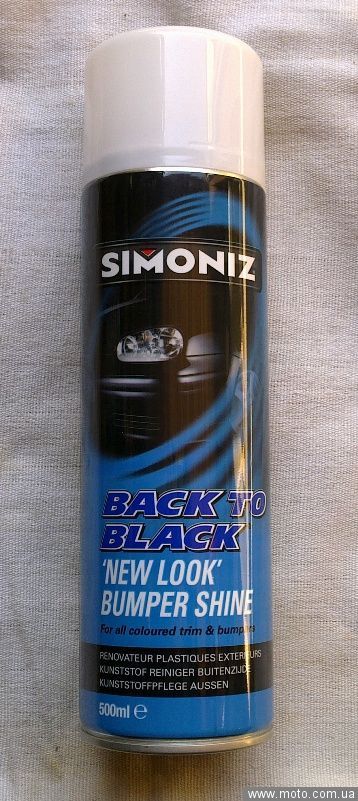 SIMONIZ
BACK TO
BLACK
'NEW LOOK'
BUMPER SHINE
For all coloured trim & bumpers
RENOVATEUR PLASTIQUES EXTERIEURS
KUNSTSTOF REINIGER BUITENZIJDE
KUNSTSTOFFPFLEGE AUSSEN
500ml ℮
www.moto.com.ua